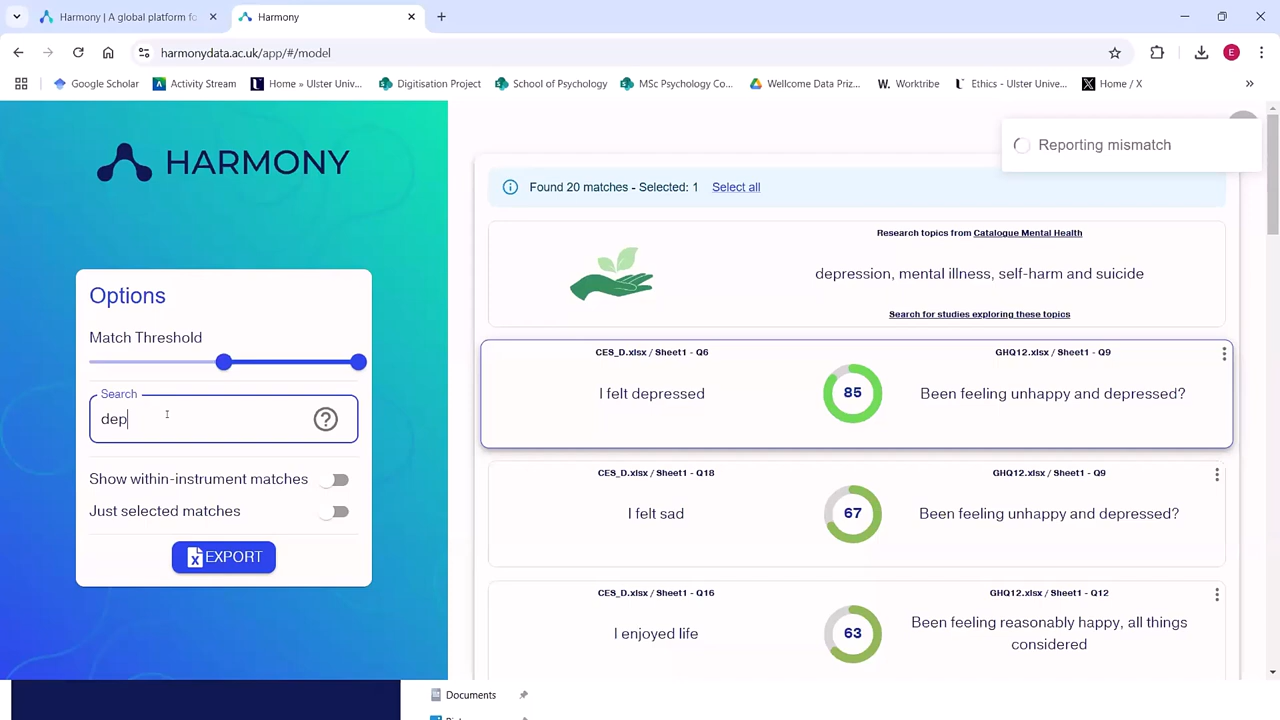 Harmony | A global platform fo
Harmony
harmonydata.ac.uk/app/#/model
E
Google Scholar
Activity Stream
Home » Ulster Univ...
Digitisation Project
School of Psychology
MSc Psychology Co...
Wellcome Data Priz...
Worktribe
Ethics - Ulster Unive...
Home / X
HARMONY
Reporting mismatch
Found 20 matches - Selected: 1 Select all
Research topics from Catalogue Mental Health
depression, mental illness, self-harm and suicide
Search for studies exploring these topics
Options
Match Threshold
Search
dep
Show within-instrument matches
Just selected matches
EXPORT
CES_D.xlsx / Sheet1 - Q6
I felt depressed
85
GHQ12.xlsx / Sheet1 - Q9
Been feeling unhappy and depressed?
CES_D.xlsx / Sheet1 - Q18
I felt sad
67
GHQ12.xlsx / Sheet1 - Q9
Been feeling unhappy and depressed?
CES_D.xlsx / Sheet1 - Q16
I enjoyed life
63
GHQ12.xlsx / Sheet1 - Q12
Been feeling reasonably happy, all things
considered
Documents